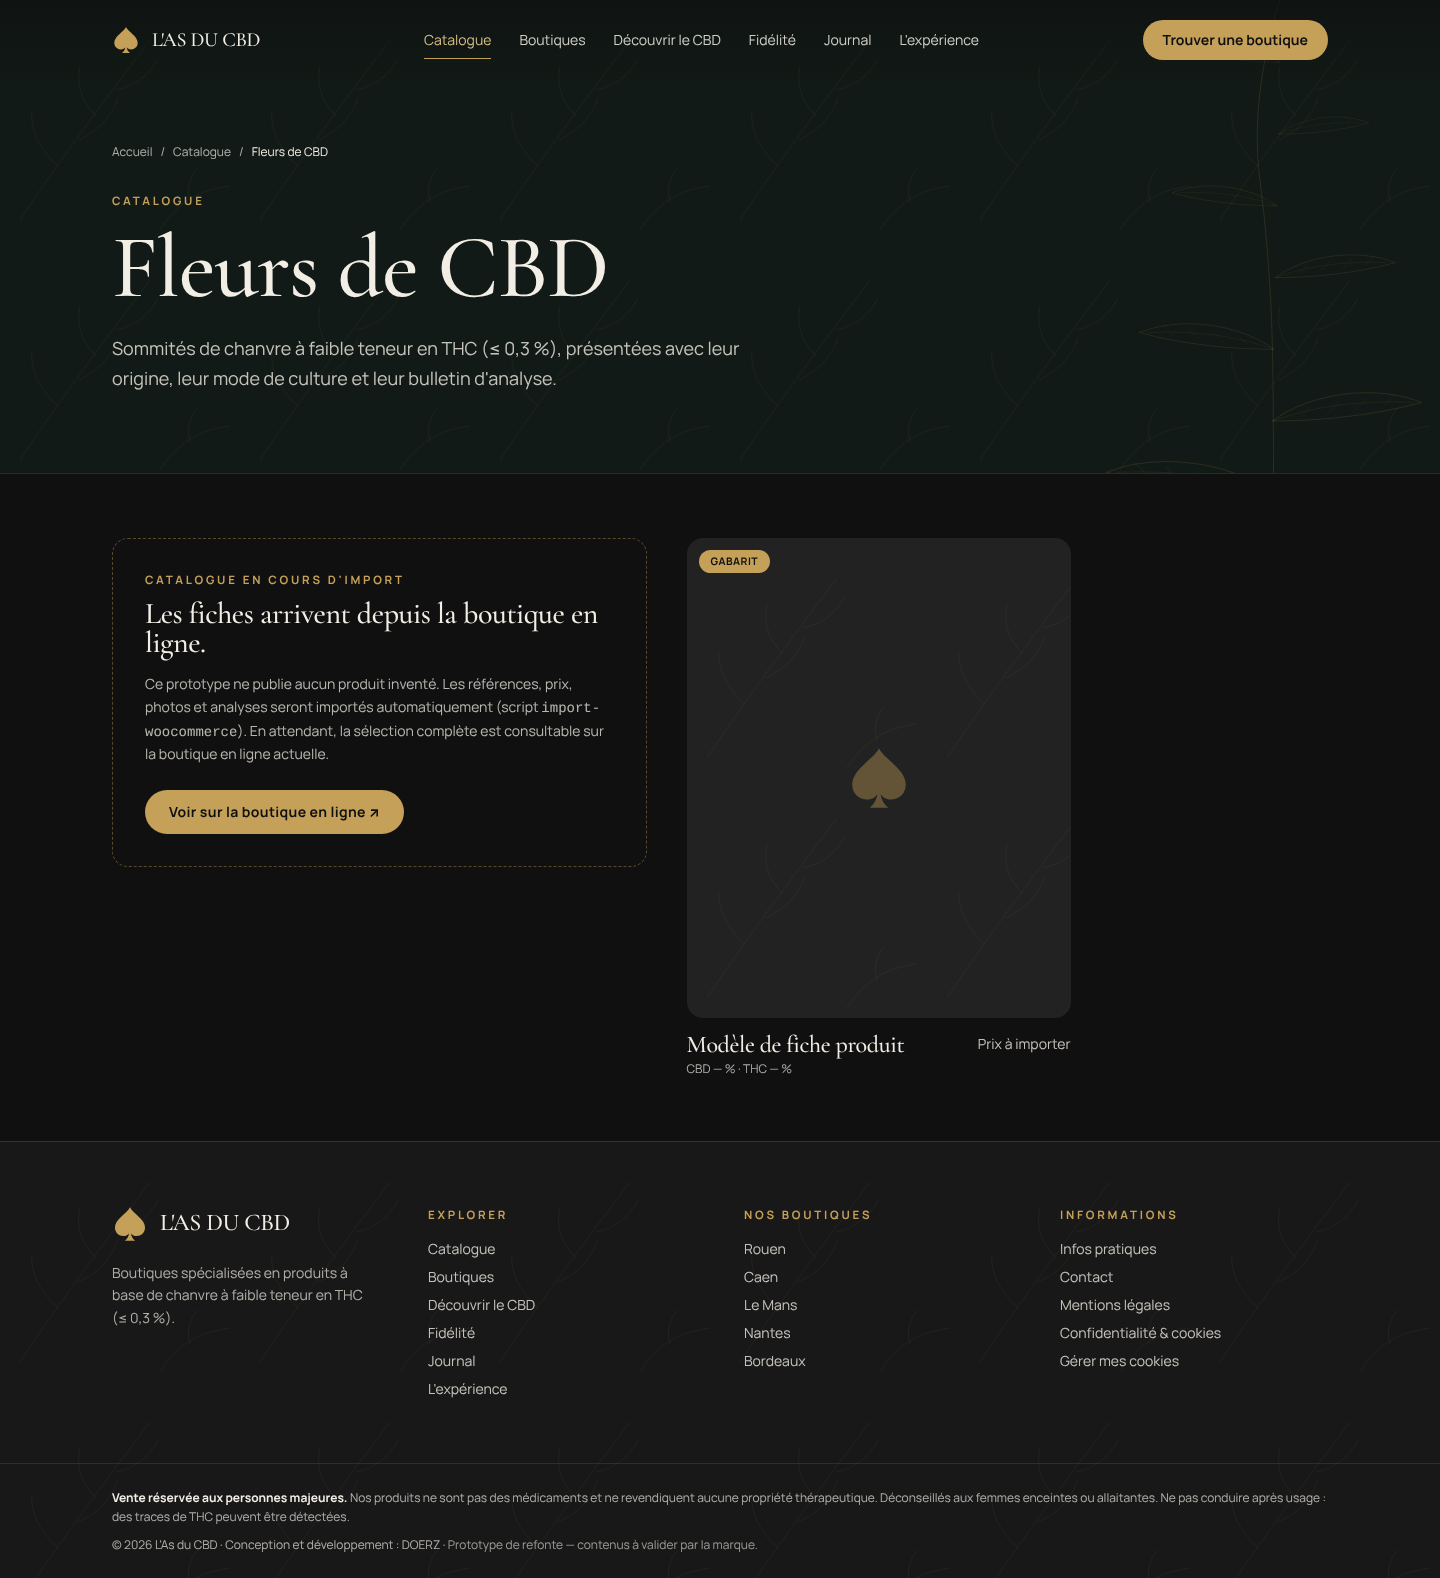 L'AS DU CBD
Catalogue
Boutiques
Découvrir le CBD
Fidélité
Journal
L'expérience
Trouver une boutique
Accueil / Catalogue / Fleurs de CBD
CATALOGUE
Fleurs de CBD
Sommités de chanvre à faible teneur en THC (≤ 0,3 %), présentées avec leur
origine, leur mode de culture et leur bulletin d'analyse.
CATALOGUE EN COURS D'IMPORT
Les fiches arrivent depuis la boutique en
ligne.
Ce prototype ne publie aucun produit inventé. Les références, prix,
photos et analyses seront importés automatiquement (script import-
woocommerce). En attendant, la sélection complète est consultable sur
la boutique en ligne actuelle.
Voir sur la boutique en ligne ↗
GABARIT
Modèle de fiche produit
Prix à importer
CBD — % · THC — %
L'AS DU CBD
Boutiques spécialisées en produits à
base de chanvre à faible teneur en THC
(≤ 0,3 %).
EXPLORER
Catalogue
Boutiques
Découvrir le CBD
Fidélité
Journal
L'expérience
NOS BOUTIQUES
Rouen
Caen
Le Mans
Nantes
Bordeaux
INFORMATIONS
Infos pratiques
Contact
Mentions légales
Confidentialité & cookies
Gérer mes cookies
Vente réservée aux personnes majeures. Nos produits ne sont pas des médicaments et ne revendiquent aucune propriété thérapeutique. Déconseillés aux femmes enceintes ou allaitantes. Ne pas conduire après usage :
des traces de THC peuvent être détectées.
© 2026 L'As du CBD · Conception et développement : DOERZ · Prototype de refonte — contenus à valider par la marque.